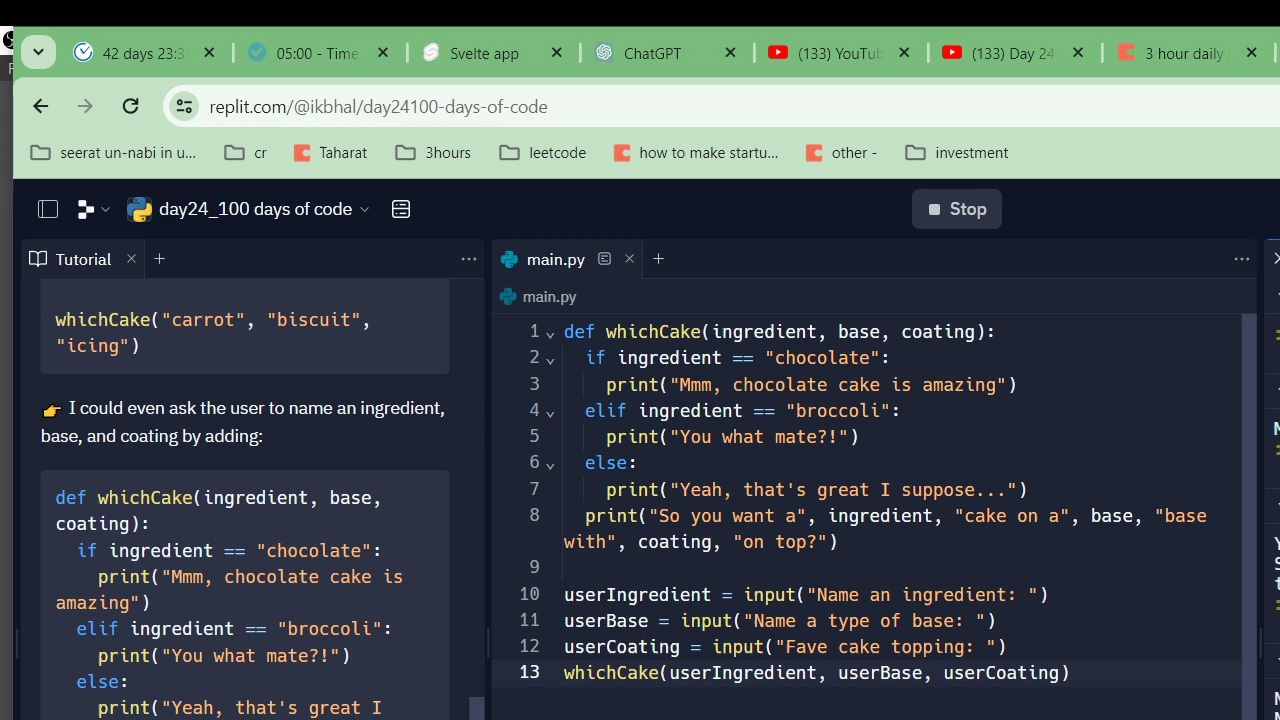 42 days 23:3
05:00 - Time
Svelte app
ChatGPT
(133) YouTub
(133) Day 24
3 hour daily
replit.com/@ikbhal/day24100-days-of-code
seerat un-nabi in u...
cr
Taharat
3hours
leetcode
how to make startu...
other -
investment
day24_100 days of code
Stop
Tutorial
whichCake("carrot", "biscuit",
"icing")
👉 I could even ask the user to name an ingredient,
base, and coating by adding:
def whichCake(ingredient, base,
coating):
if ingredient == "chocolate":
print("Mmm, chocolate cake is
amazing")
elif ingredient == "broccoli":
print("You what mate?!")
else:
print("Yeah, that's great I
main.py
main.py
1 def whichCake(ingredient, base, coating):
2 if ingredient == "chocolate":
3 print("Mmm, chocolate cake is amazing")
4 elif ingredient == "broccoli":
5 print("You what mate?!")
6 else:
7 print("Yeah, that's great I suppose...")
8 print("So you want a", ingredient, "cake on a", base, "base
with", coating, "on top?")
9
10 userIngredient = input("Name an ingredient: ")
11 userBase = input("Name a type of base: ")
12 userCoating = input("Fave cake topping: ")
13 whichCake(userIngredient, userBase, userCoating)